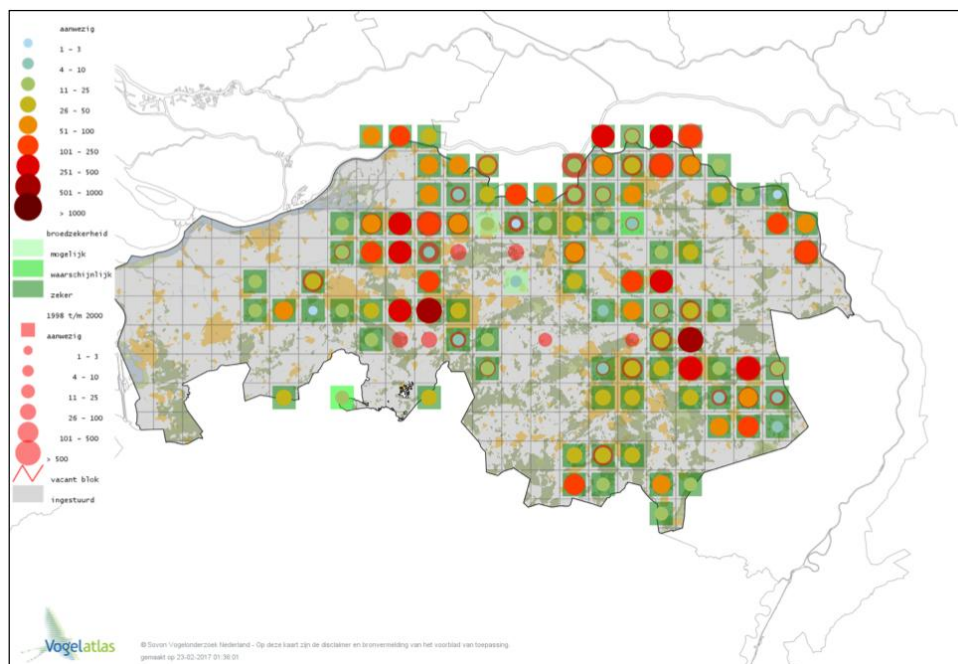 aanwezig
1 - 3
4 - 10
11 - 25
26 - 50
51 - 100
101 - 250
251 - 500
501 - 1000
> 1000
broedzekerheid
mogelijk
waarschijnlijk
zeker
1998 t/m 2000
aanwezig
1 - 3
4 - 10
11 - 25
26 - 100
101 - 500
> 500
vacant blok
ingestuurd
Vogelatlas
© Sovon Vogelonderzoek Nederland - Op deze kaart zijn de disclaimer en bronvermelding van het voorblad van toepassing.
gemaakt op 23-02-2017 01:36:01